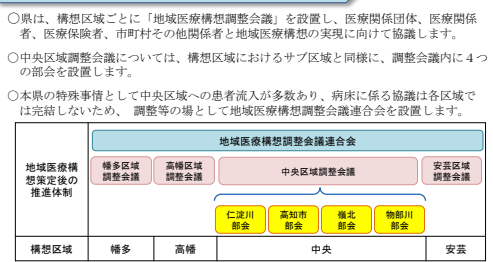 ○県は、構想区域ごとに「地域医療構想調整会議」を設置し、医療関係団体、医療関係
者、医療保険者、市町村その他関係者と地域医療構想の実現に向けて協議します。
○中央区域調整会議については、構想区域におけるサブ区域と同様に、調整会議内に４つ
の部会を設置します。
○本県の特殊事情として中央区域への患者流入が多数あり、病床に係る協議は各区域で
は完結しないため、 調整等の場として地域医療構想調整会議連合会を設置します。
地域医療構想調整会議連合会
地域医療構
想策定後の
推進体制
幡多区域
調整会議
高幡区域
調整会議
中央区域調整会議
安芸区域
調整会議
仁淀川
部会
高知市
部会
嶺北
部会
物部川
部会
構想区域
幡多
高幡
中央
安芸